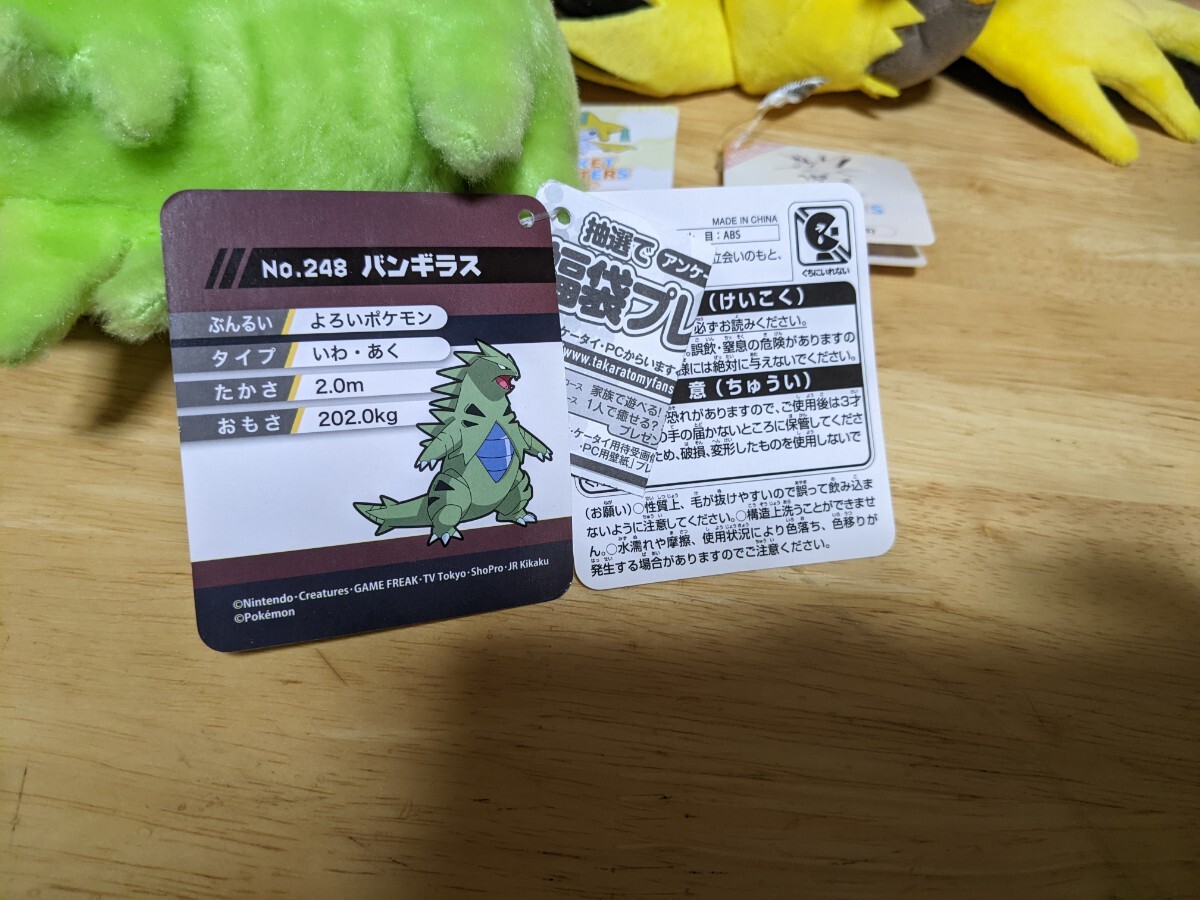 No.248 バンギラス
ぶんるい よろいポケモン
タイプ いわ・あく
たかさ 2.0m
おもさ 202.0kg
©Nintendo・Creatures・GAME FREAK・TV Tokyo・ShoPro・JR Kikaku
©Pokémon
抽選で
アンケー
福袋プレ
ケータイ・PCからいます
www.takaratomyfans
コース 家族で遊べる!
ース 1人で癒せる?
プレゼン
ケータイ用待受画
・PC用壁紙」プレ
MADE IN CHINA
目:ABS
立会いのもと、
ぐちにいれない
(けいこく)
必ずお読みください。
誤飲・窒息の危険がありますの
様には絶対に与えないでください。
意(ちゅうい)
恐れがありますので、ご使用後は3才
の手の届かないところに保管してくださ
ため、破損、変形したものを使用しないで
(お願い)○性質上、毛が抜けやすいので誤って飲み込ま
ないように注意してください。○構造上洗うことができませ
ん。○水濡れや摩擦、使用状況により色落ち、色移りが
発生する場合がありますのでご注意ください。